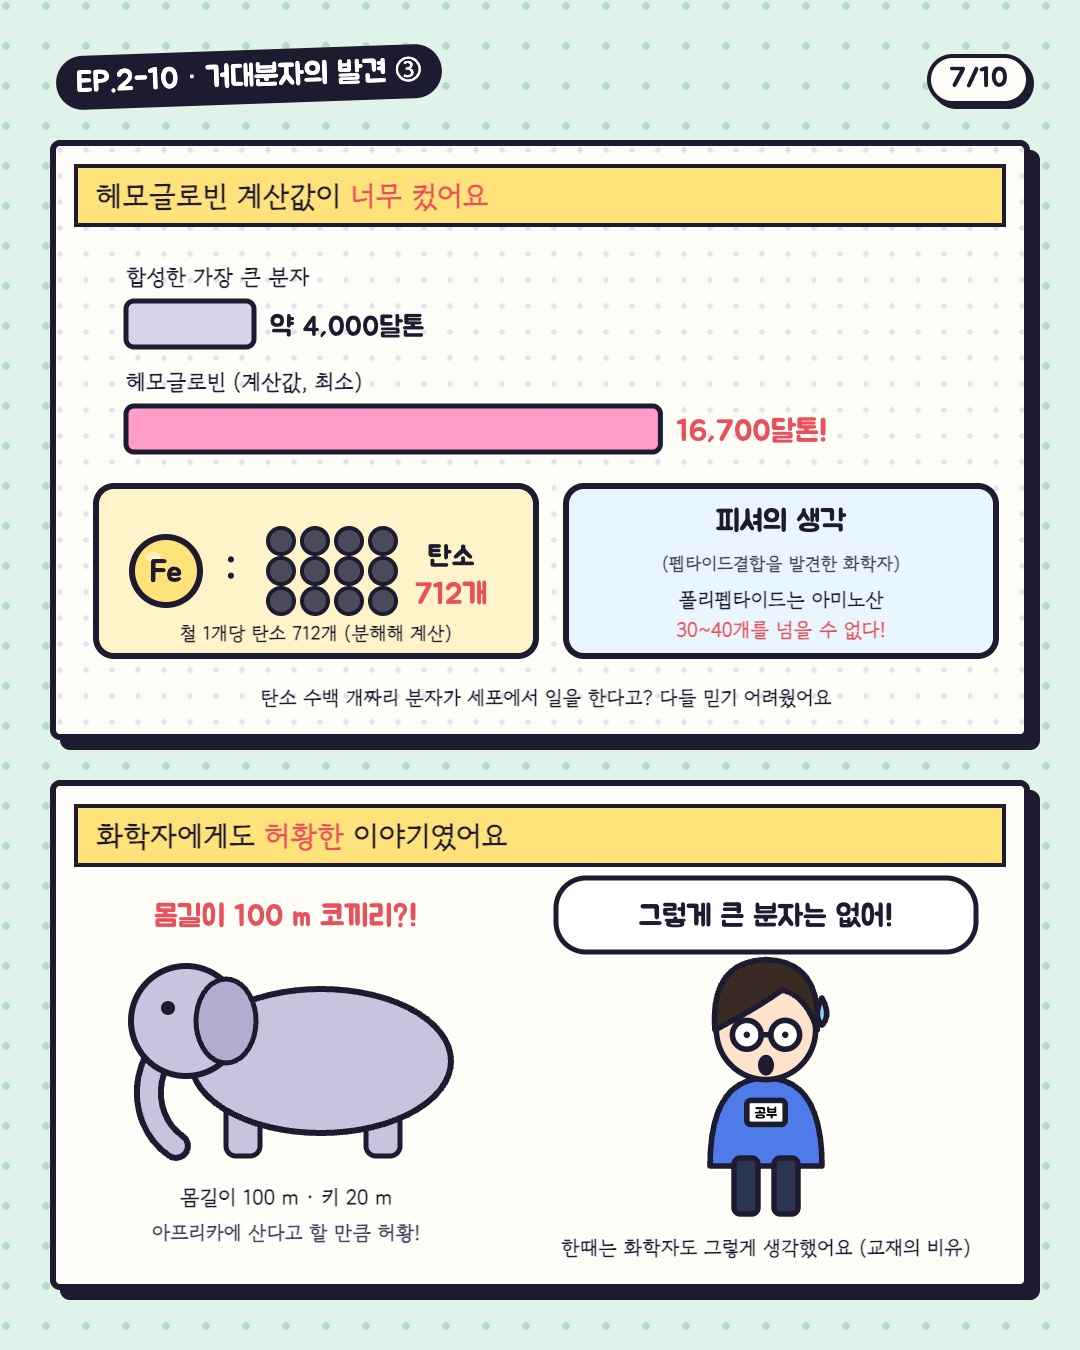 EP.2-10 · 거대분자의 발견 ③
7/10
헤모글로빈 계산값이 너무 컸어요
합성한 가장 큰 분자
약 4,000달톤
헤모글로빈 (계산값, 최소)
16,700달톤!
Fe
:
탄소
712개
철 1개당 탄소 712개 (분해해 계산)
피셔의 생각
(펩타이드결합을 발견한 화학자)
폴리펩타이드는 아미노산
30~40개를 넘을 수 없다!
탄소 수백 개짜리 분자가 세포에서 일을 한다고? 다들 믿기 어려웠어요
화학자에게도 허황한 이야기였어요
몸길이 100 m 코끼리?!
몸길이 100 m · 키 20 m
아프리카에 산다고 할 만큼 허황!
그렇게 큰 분자는 없어!
공부
한때는 화학자도 그렇게 생각했어요 (교재의 비유)